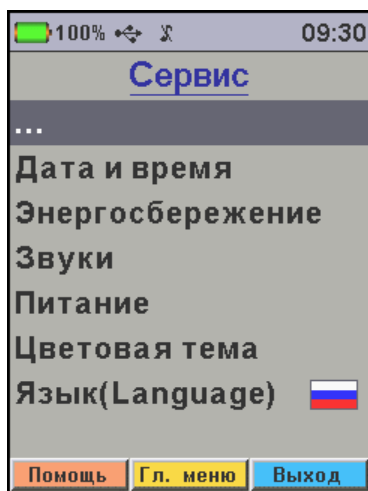 100% 09:30
Сервис
...
Дата и время
Энергосбережение
Звуки
Питание
Цветовая тема
Язык(Language)
Помощь Гл. меню Выход